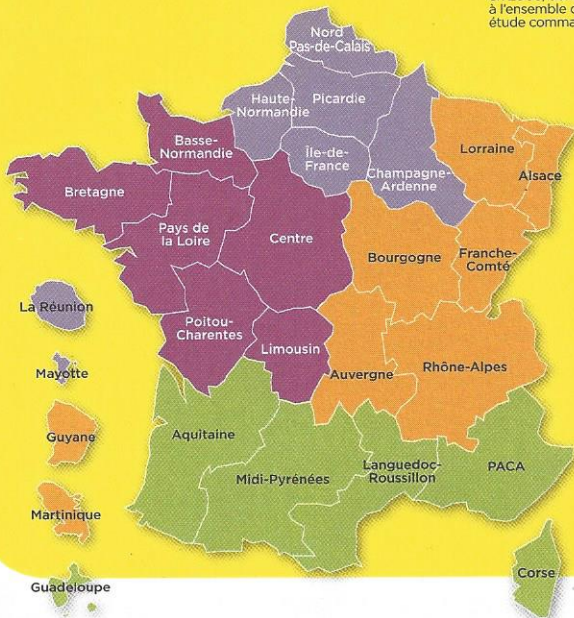 à l'ensemble d
étude comma
Nord
Pas-de-Calais
Haute-
Normandie
Picardie
Basse-
Normandie
Île-de-
France
Champagne-
Ardenne
Lorraine
Alsace
Bretagne
Pays de
la Loire
Centre
Bourgogne
Franche-
Comté
La Réunion
Poitou-
Charentes
Limousin
Auvergne
Rhône-Alpes
Mayotte
Guyane
Aquitaine
Midi-Pyrénées
Languedoc-
Roussillon
PACA
Martinique
Guadeloupe
Corse